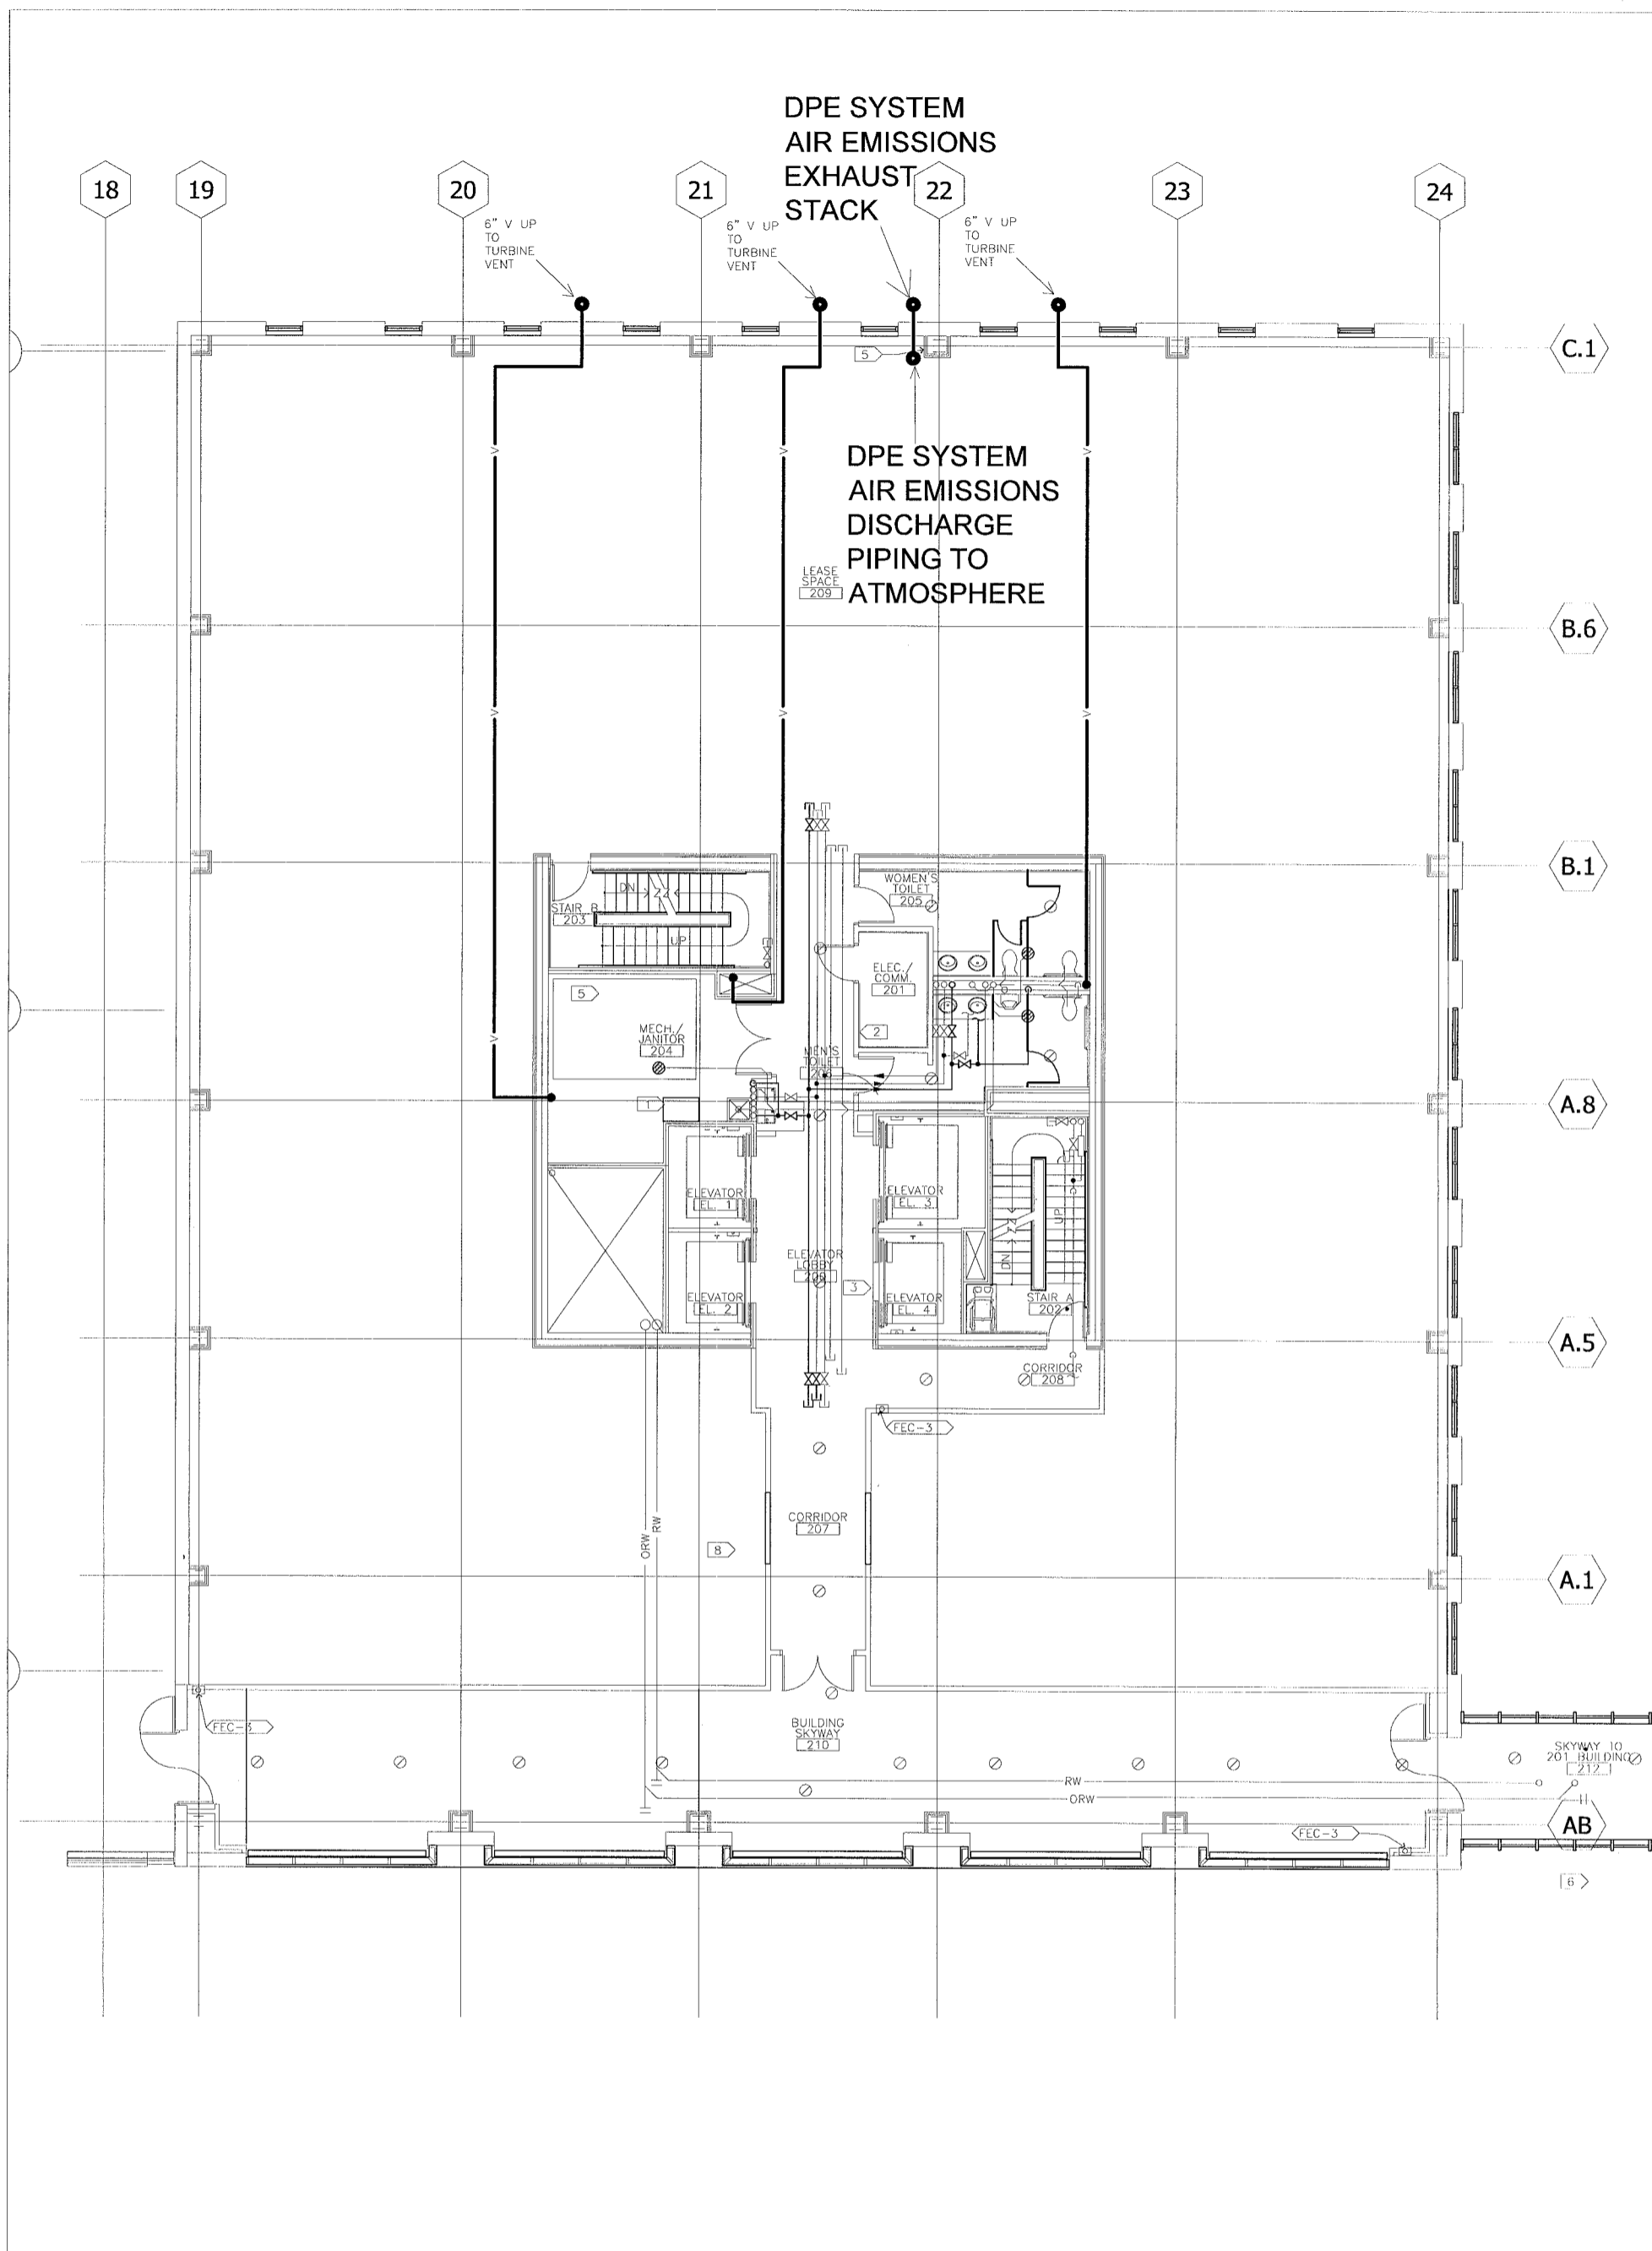 DPE SYSTEM
AIR EMISSIONS
EXHAUST
STACK
18
19
20
21
22
23
24
6" V UP
TO
TURBINE
VENT
6" V UP
TO
TURBINE
VENT
6" V UP
TO
TURBINE
VENT
C.1
5
V
V
V
DPE SYSTEM
AIR EMISSIONS
DISCHARGE
PIPING TO
ATMOSPHERE
LEASE
SPACE
209
B.6
V
V
V
B.1
WOMEN'S
TOILET
205
DN
STAIR B
203
UP
ELEC./
COMM.
201
5
MECH./
JANITOR
204
2
V
MEN'S
TOILET
1
A.8
ELEVATOR
EL. 1
ELEVATOR
EL. 3
UP
DN
ELEVATOR
LOBBY
206
3
ELEVATOR
EL. 2
ELEVATOR
EL. 4
STAIR A
202
A.5
CORRIDOR
208
FEC-3
CORRIDOR
207
ORW
RW
8
A.1
FEC-3
BUILDING
SKYWAY
210
SKYWAY TO
201 BUILDING
212
RW
ORW
AB
FEC-3
6